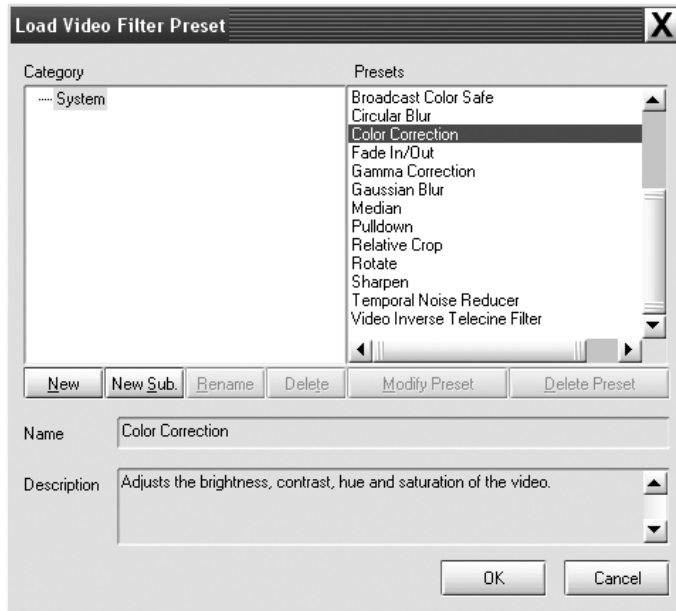 Load Video Filter Preset X
Category Presets
System
Broadcast Color Safe
Circular Blur
Color Correction
Fade In/Out
Gamma Correction
Gaussian Blur
Median
Pulldown
Relative Crop
Rotate
Sharpen
Temporal Noise Reducer
Video Inverse Telecine Filter
New New Sub. Rename Delete Modify Preset Delete Preset
Name Color Correction
Description Adjusts the brightness, contrast, hue and saturation of the video.
OK Cancel